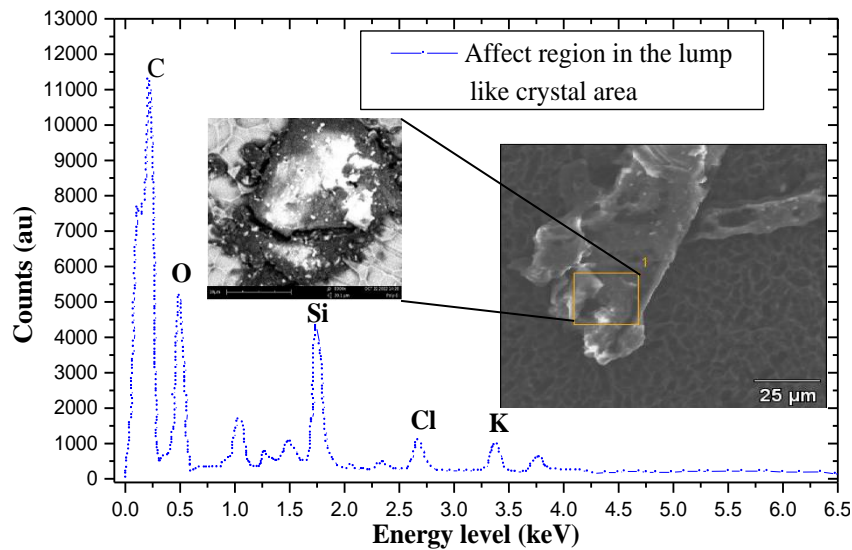 13000
12000
11000
10000
9000
8000
7000
6000
5000
4000
3000
2000
1000
0
Counts (au)
Affect region in the lump
like crystal area
C
O
Si
Cl
K
1
25 µm
0.0 0.5 1.0 1.5 2.0 2.5 3.0 3.5 4.0 4.5 5.0 5.5 6.0 6.5
Energy level (keV)